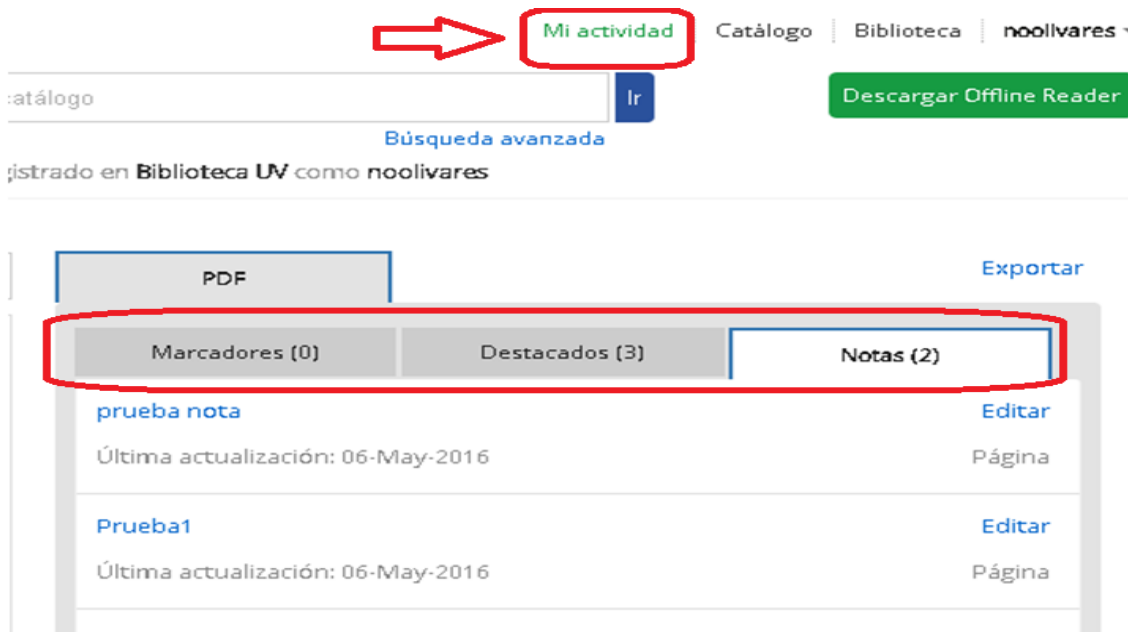 Mi actividad Catálogo Biblioteca noolivares
catálogo Ir Descargar Offline Reader
Búsqueda avanzada
gistrado en Biblioteca UV como noolivares
PDF Exportar
Marcadores (0) Destacados (3) Notas (2)
prueba nota Editar
Última actualización: 06-May-2016 Página
Prueba1 Editar
Última actualización: 06-May-2016 Página